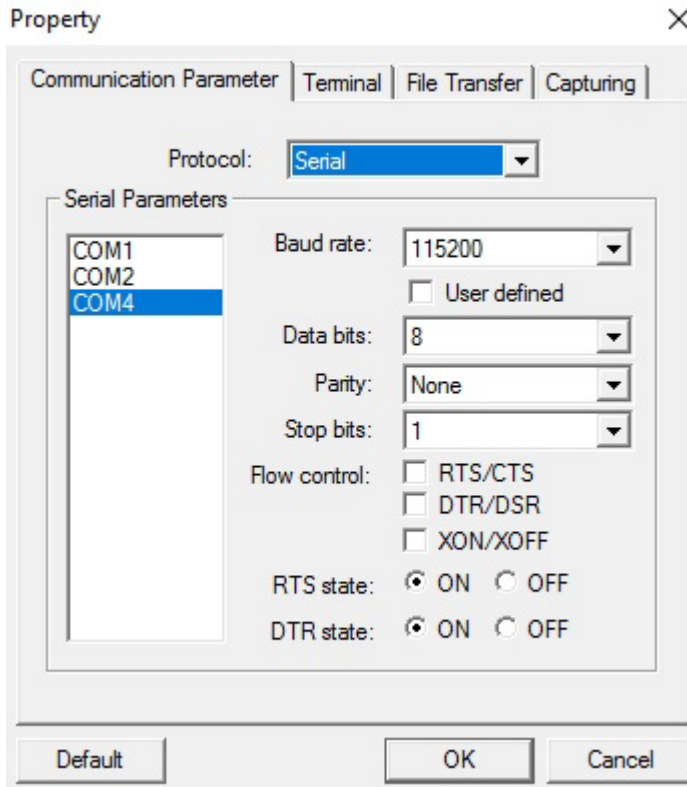 Property
Communication Parameter Terminal File Transfer Capturing
Protocol: Serial
Serial Parameters
COM1
COM2
COM4
Baud rate: 115200
User defined
Data bits: 8
Parity: None
Stop bits: 1
Flow control: RTS/CTS
DTR/DSR
XON/XOFF
RTS state: ON OFF
DTR state: ON OFF
Default OK Cancel